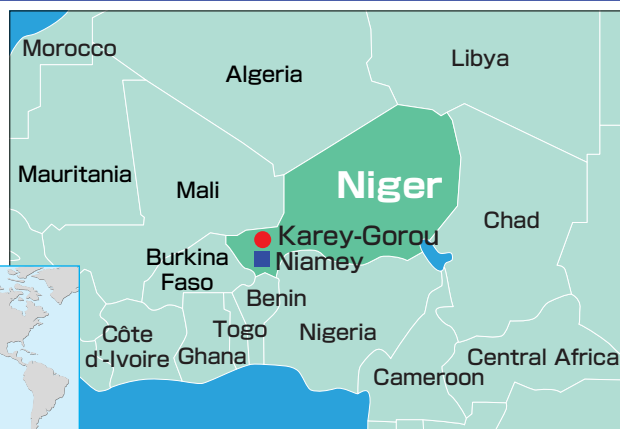 Morocco
Algeria
Libya
Mauritania
Mali
Niger
Chad
Karey-Gorou
Niamey
Burkina
Faso
Benin
Togo
Nigeria
Côte
d'-Ivoire
Ghana
Cameroon
Central Africa